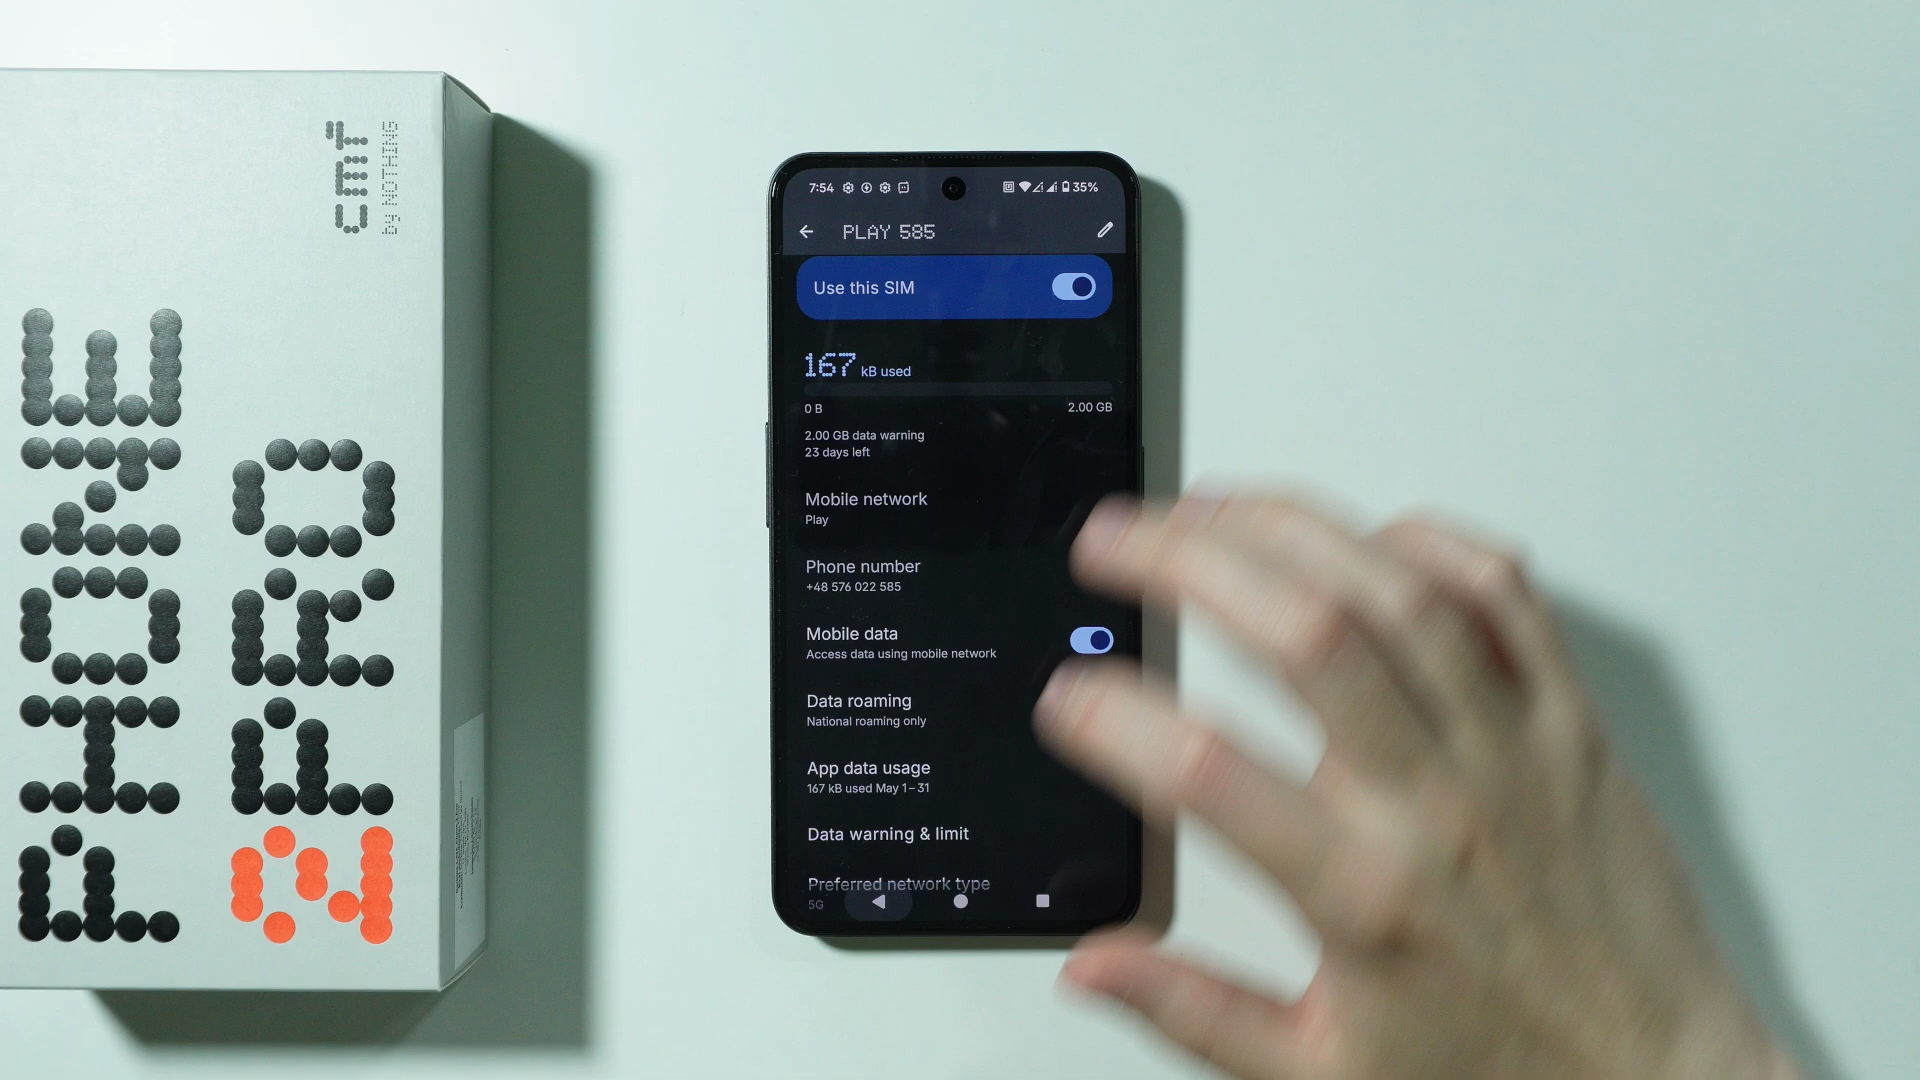 PHONE
2 PRO
cmf
by NOTHING
7:54
35%
PLAY 585
Use this SIM
167 kB used
0 B
2.00 GB
2.00 GB data warning
23 days left
Mobile network
Play
Phone number
+48 576 022 585
Mobile data
Access data using mobile network
Data roaming
National roaming only
App data usage
167 kB used May 1 – 31
Data warning & limit
Preferred network type
5G